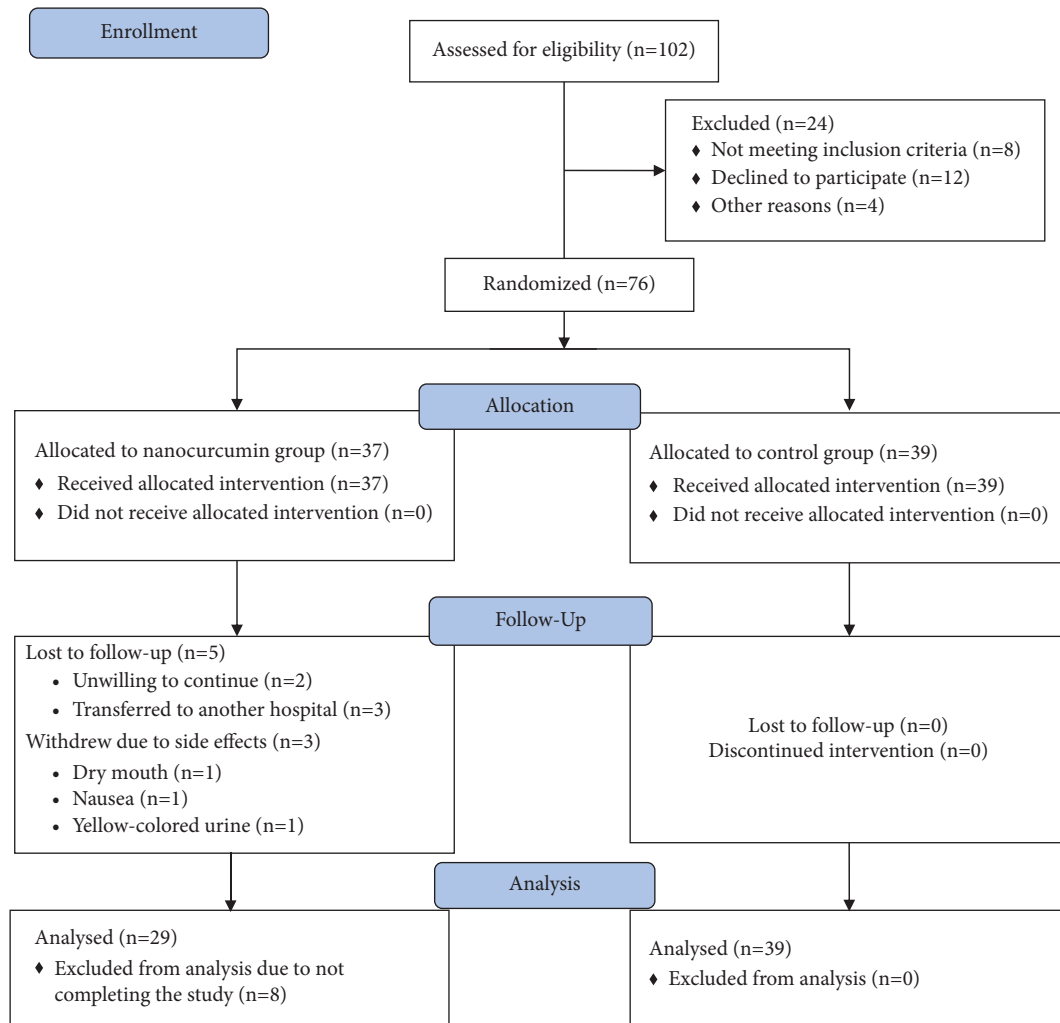 Enrollment
Assessed for eligibility (n=102)
Excluded (n=24)
♦ Not meeting inclusion criteria (n=8)
♦ Declined to participate (n=12)
♦ Other reasons (n=4)
Randomized (n=76)
Allocation
Allocated to nanocurcumin group (n=37)
♦ Received allocated intervention (n=37)
♦ Did not receive allocated intervention (n=0)
Allocated to control group (n=39)
♦ Received allocated intervention (n=39)
♦ Did not receive allocated intervention (n=0)
Follow-Up
Lost to follow-up (n=5)
• Unwilling to continue (n=2)
• Transferred to another hospital (n=3)
Withdrew due to side effects (n=3)
• Dry mouth (n=1)
• Nausea (n=1)
• Yellow-colored urine (n=1)
Lost to follow-up (n=0)
Discontinued intervention (n=0)
Analysis
Analysed (n=29)
♦ Excluded from analysis due to not
completing the study (n=8)
Analysed (n=39)
♦ Excluded from analysis (n=0)